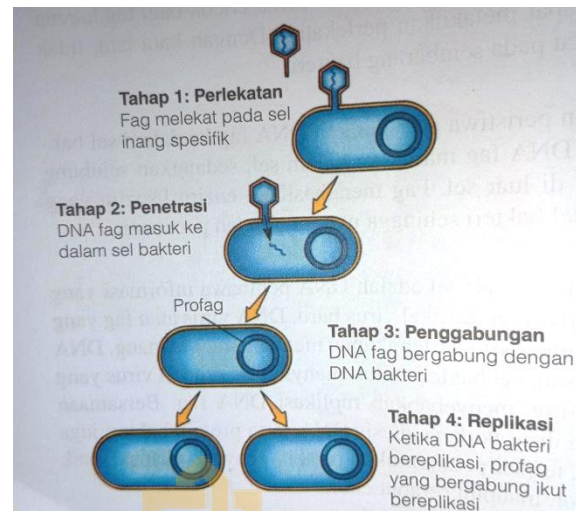 Tahap 1: Perlekatan
Fag melekat pada sel
inang spesifik
Tahap 2: Penetrasi
DNA fag masuk ke
dalam sel bakteri
Profag
Tahap 3: Penggabungan
DNA fag bergabung dengan
DNA bakteri
Tahap 4: Replikasi
Ketika DNA bakteri
bereplikasi, profag
yang bergabung ikut
bereplikasi